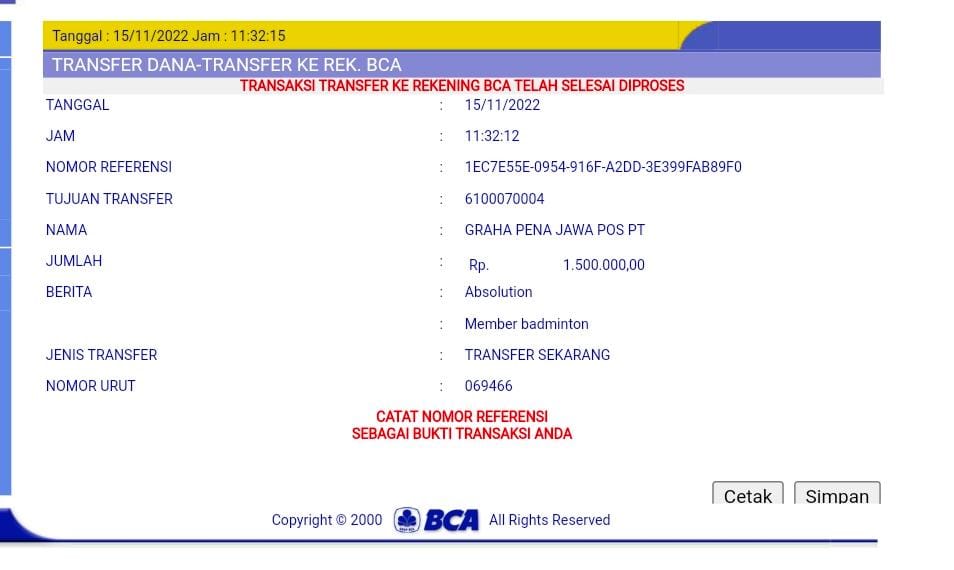 Tanggal : 15/11/2022 Jam : 11:32:15
TRANSFER DANA-TRANSFER KE REK. BCA
TRANSAKSI TRANSFER KE REKENING BCA TELAH SELESAI DIPROSES
TANGGAL : 15/11/2022
JAM : 11:32:12
NOMOR REFERENSI : 1EC7E55E-0954-916F-A2DD-3E399FAB89F0
TUJUAN TRANSFER : 6100070004
NAMA : GRAHA PENA JAWA POS PT
JUMLAH : Rp. 1.500.000,00
BERITA : Absolution
: Member badminton
JENIS TRANSFER : TRANSFER SEKARANG
NOMOR URUT : 069466
CATAT NOMOR REFERENSI
SEBAGAI BUKTI TRANSAKSI ANDA
Cetak Simpan
Copyright © 2000 BCA All Rights Reserved